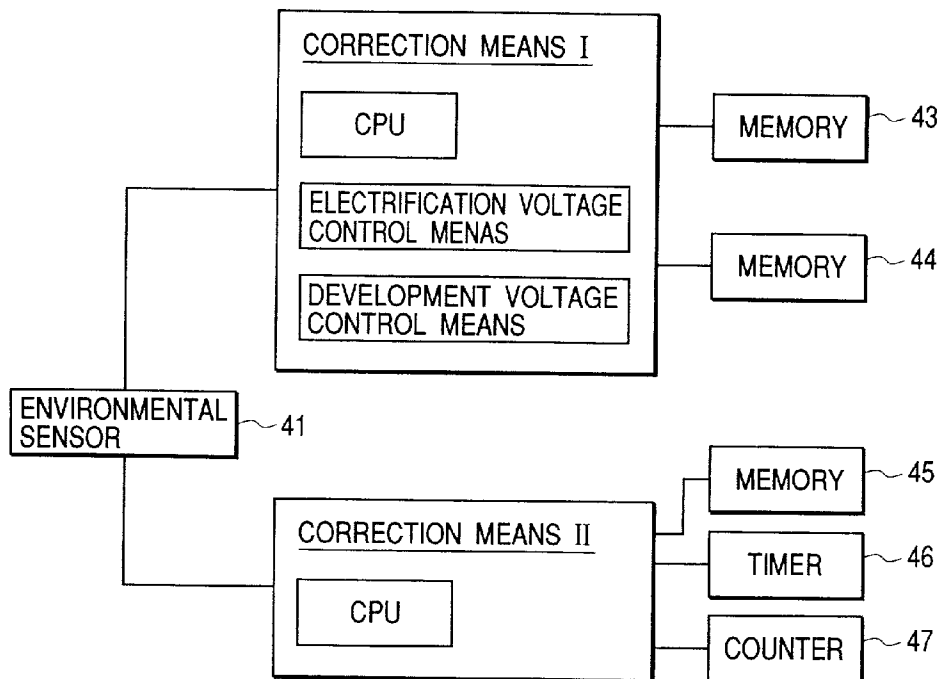 CORRECTION MEANS I
CPU
ELECTRIFICATION VOLTAGE
CONTROL MENAS
DEVELOPMENT VOLTAGE
CONTROL MEANS
MEMORY 43
MEMORY 44
ENVIRONMENTAL
SENSOR
41
CORRECTION MEANS II
CPU
MEMORY 45
TIMER 46
COUNTER 47